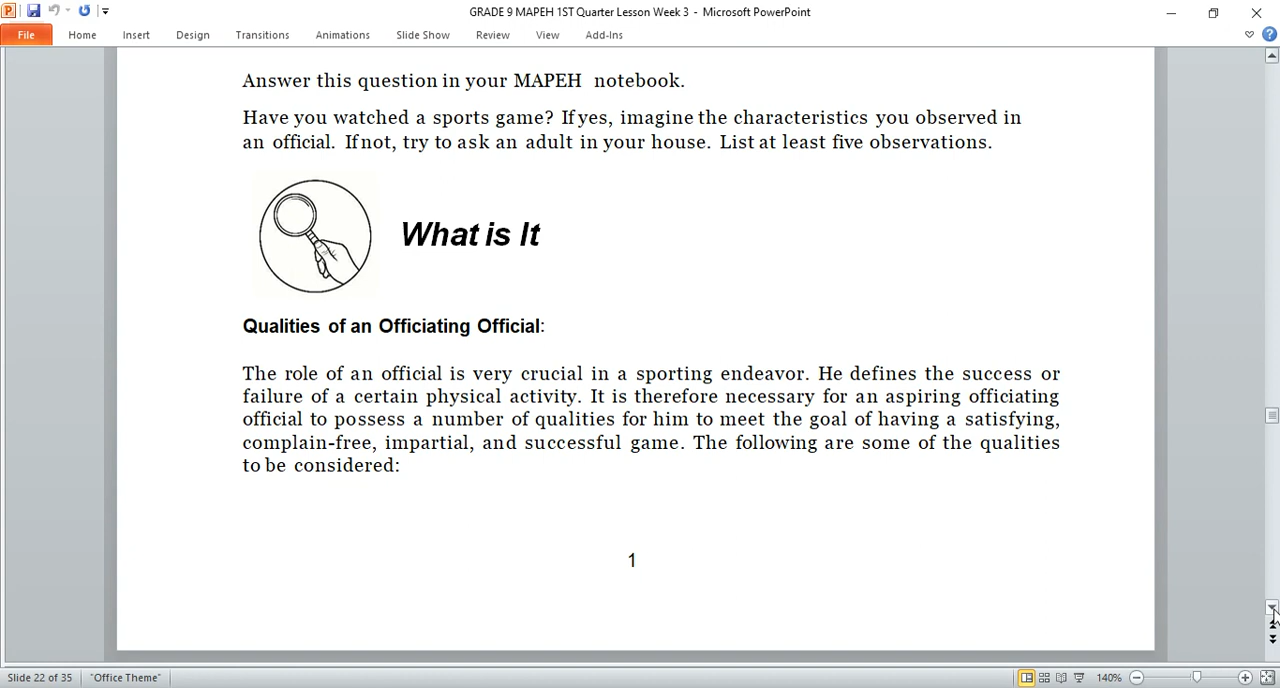 GRADE 9 MAPEH 1ST Quarter Lesson Week 3 - Microsoft PowerPoint
File Home Insert Design Transitions Animations Slide Show Review View Add-Ins
Answer this question in your MAPEH notebook.
Have you watched a sports game? If yes, imagine the characteristics you observed in
an official. If not, try to ask an adult in your house. List at least five observations.
What is It
Qualities of an Officiating Official:
The role of an official is very crucial in a sporting endeavor. He defines the success or
failure of a certain physical activity. It is therefore necessary for an aspiring officiating
official to possess a number of qualities for him to meet the goal of having a satisfying,
complain-free, impartial, and successful game. The following are some of the qualities
to be considered:
1
Slide 22 of 35 "Office Theme" 140%